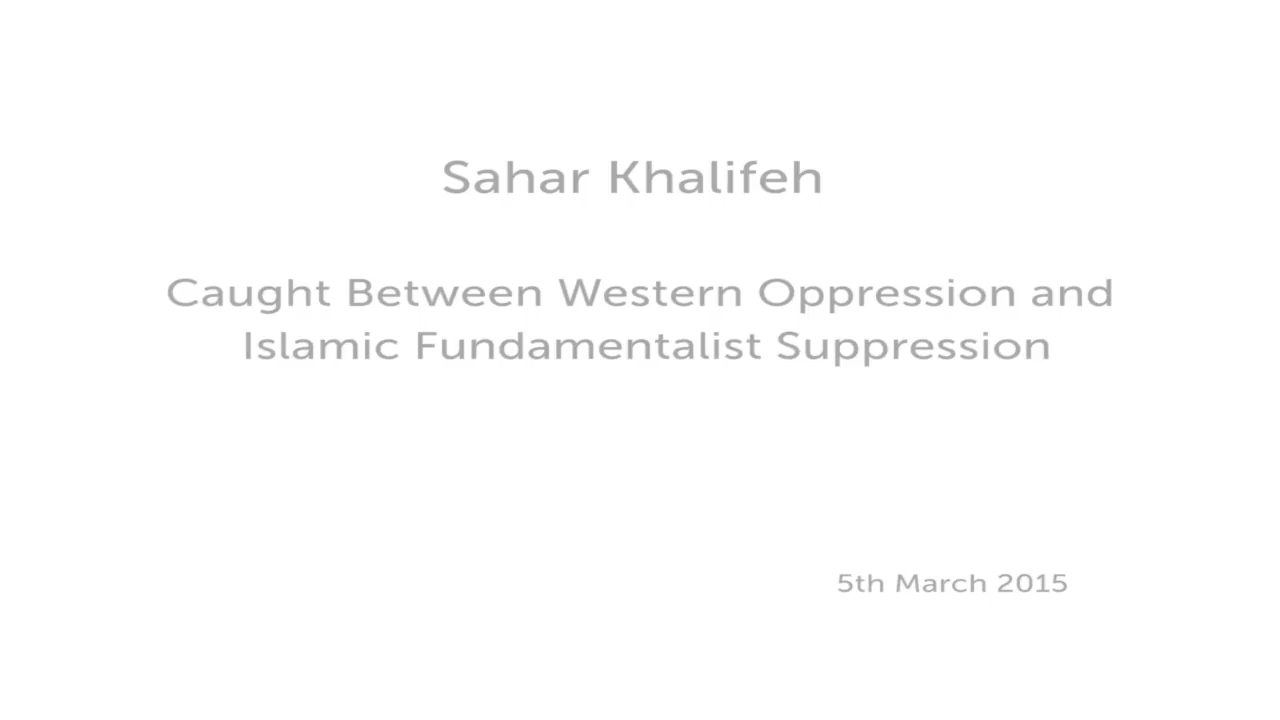 Sahar Khalifeh
Caught Between Western Oppression and
Islamic Fundamentalist Suppression
5th March 2015